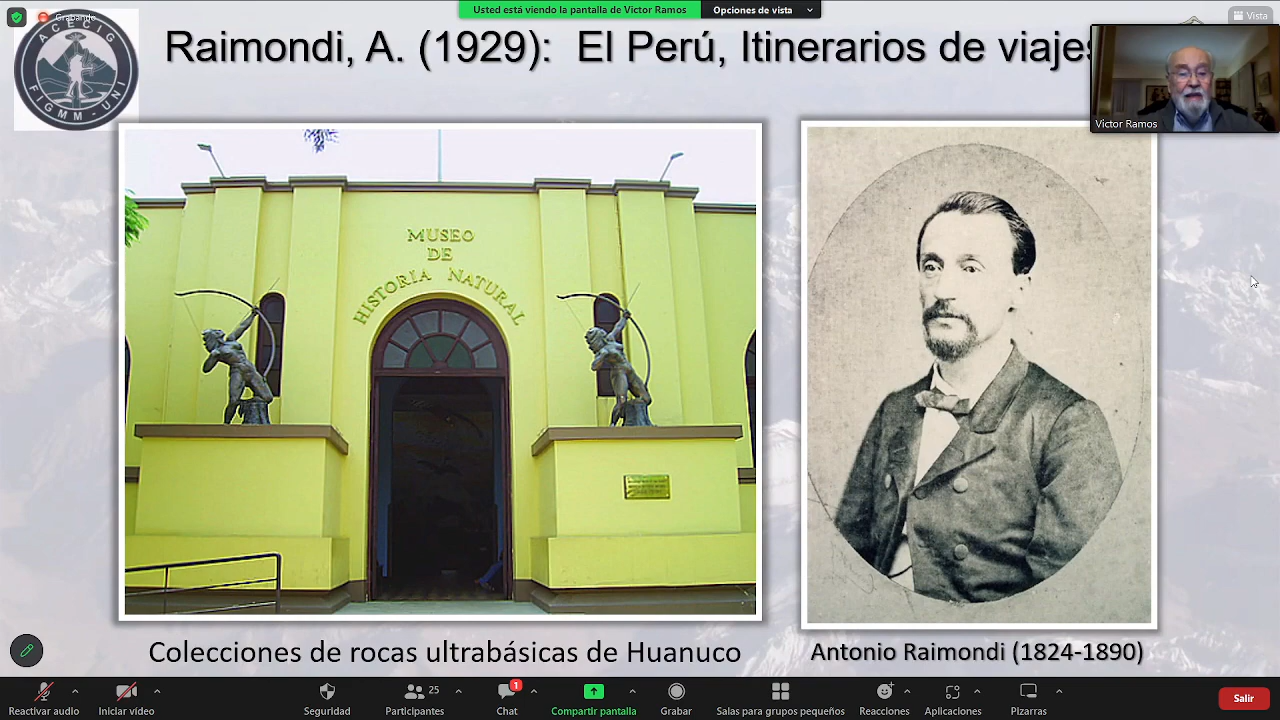 Grabando
Usted está viendo la pantalla de Victor Ramos
Opciones de vista
Vista
ACECIG
FIGMM - UNI
Raimondi, A. (1929):  El Perú, Itinerarios de viajes
Victor Ramos
MUSEO
DE
HISTORIA NATURAL
Colecciones de rocas ultrabásicas de Huanuco
Antonio Raimondi (1824-1890)
Reactivar audio
Iniciar vídeo
Seguridad
25
Participantes
1
Chat
Compartir pantalla
Grabar
Salas para grupos pequeños
Reacciones
Aplicaciones
Pizarras
Salir